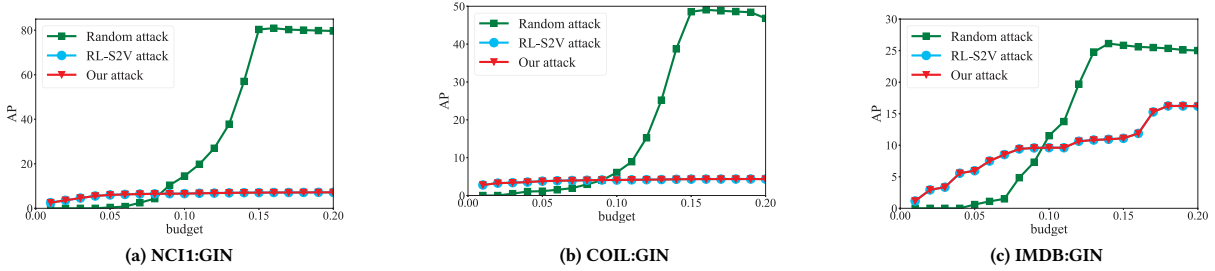 80
60
40
20
0
AP
Random attack
RL-S2V attack
Our attack
0.00 0.05 0.10 0.15 0.20
budget
(a) NCI1:GIN
50
40
30
20
10
0
AP
Random attack
RL-S2V attack
Our attack
0.00 0.05 0.10 0.15 0.20
budget
(b) COIL:GIN
30
25
20
15
10
5
0
AP
Random attack
RL-S2V attack
Our attack
0.00 0.05 0.10 0.15 0.20
budget
(c) IMDB:GIN